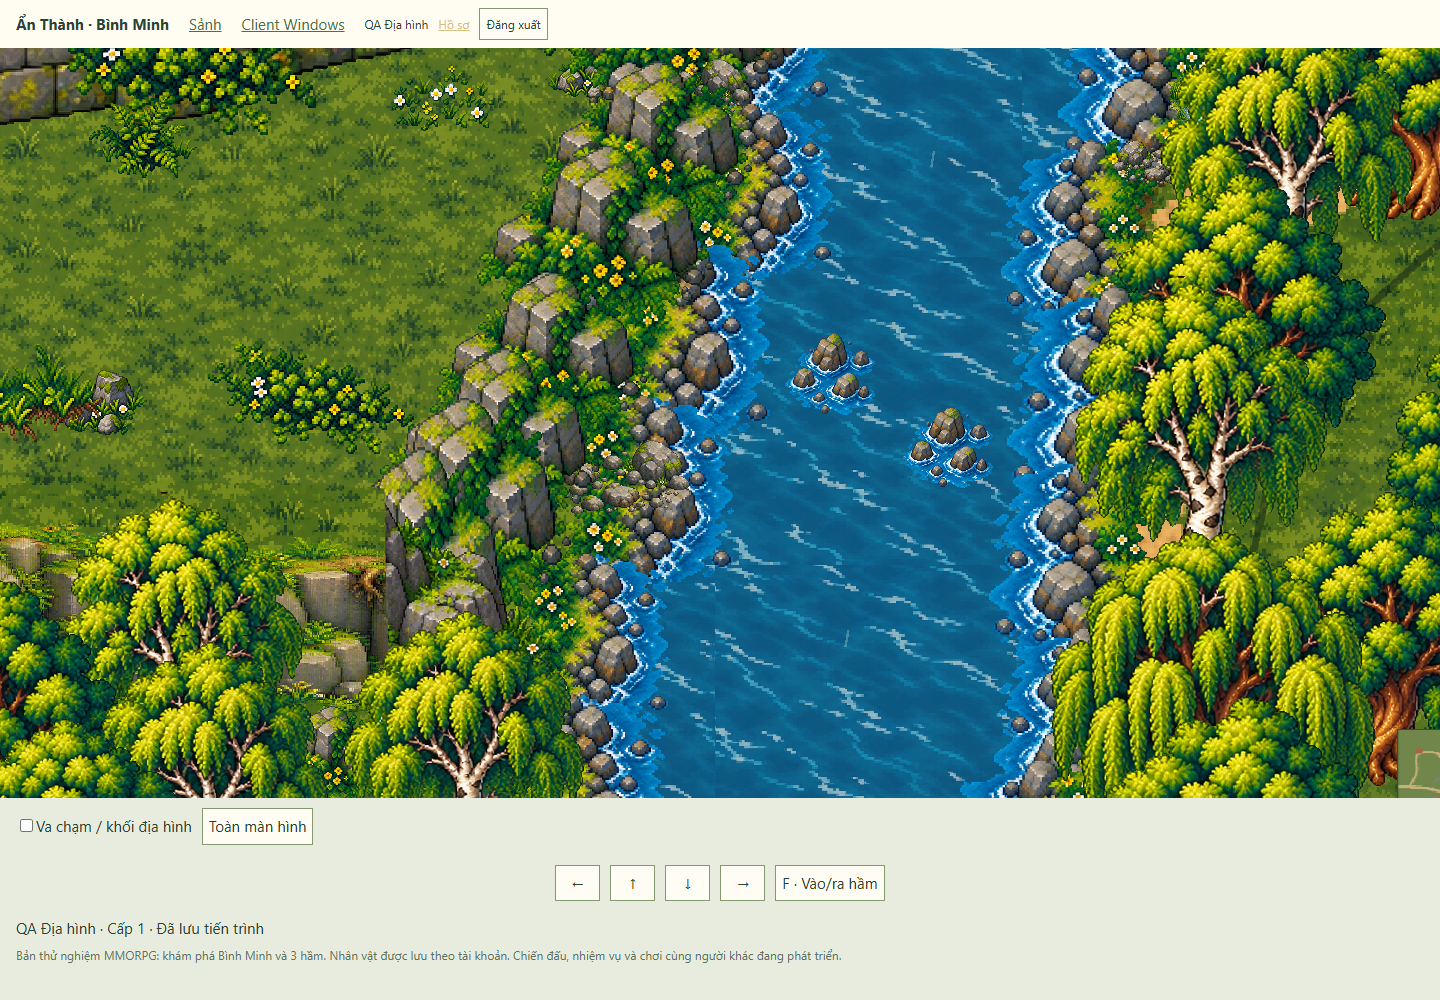 Ẩn Thành · Bình Minh Sảnh Client Windows QA Địa hình Hồ sơ Đăng xuất
Va chạm / khối địa hình Toàn màn hình
← ↑ ↓ → F · Vào/ra hầm
QA Địa hình · Cấp 1 · Đã lưu tiến trình
Bản thử nghiệm MMORPG: khám phá Bình Minh và 3 hầm. Nhân vật được lưu theo tài khoản. Chiến đấu, nhiệm vụ và chơi cùng người khác đang phát triển.